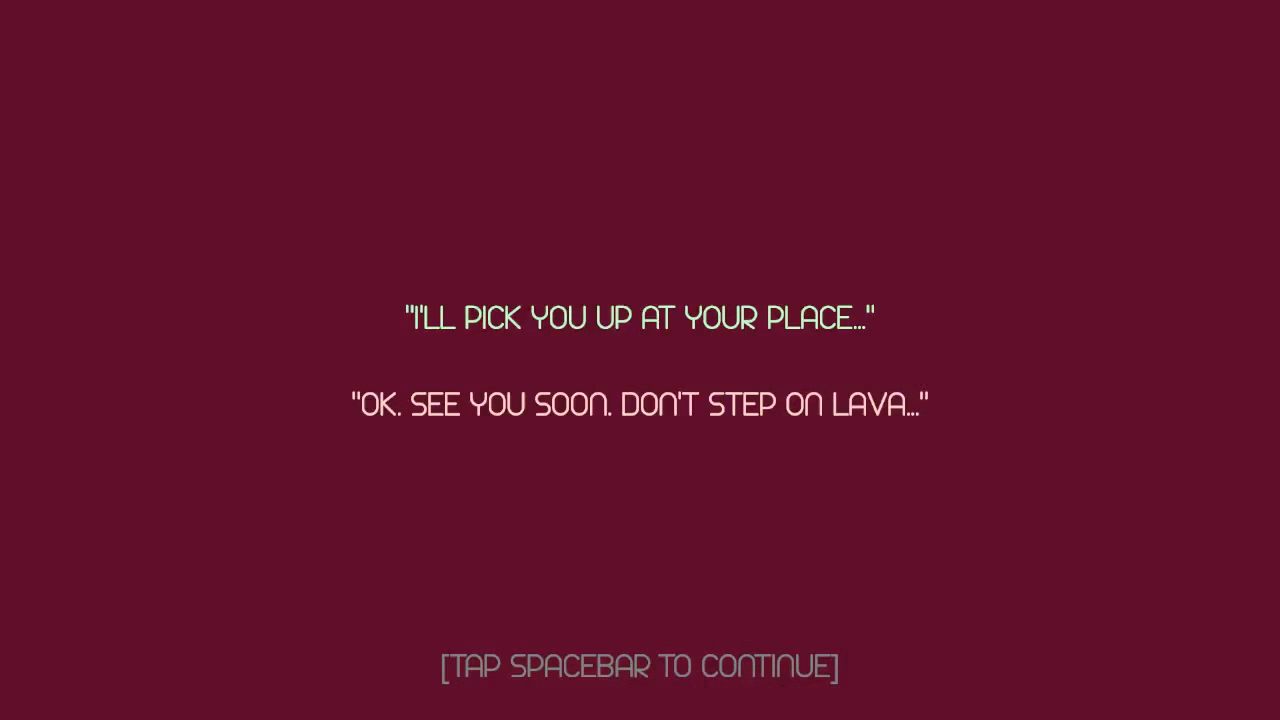 "I'LL PICK YOU UP AT YOUR PLACE..."
"OK. SEE YOU SOON. DON'T STEP ON LAVA..."
[TAP SPACEBAR TO CONTINUE]